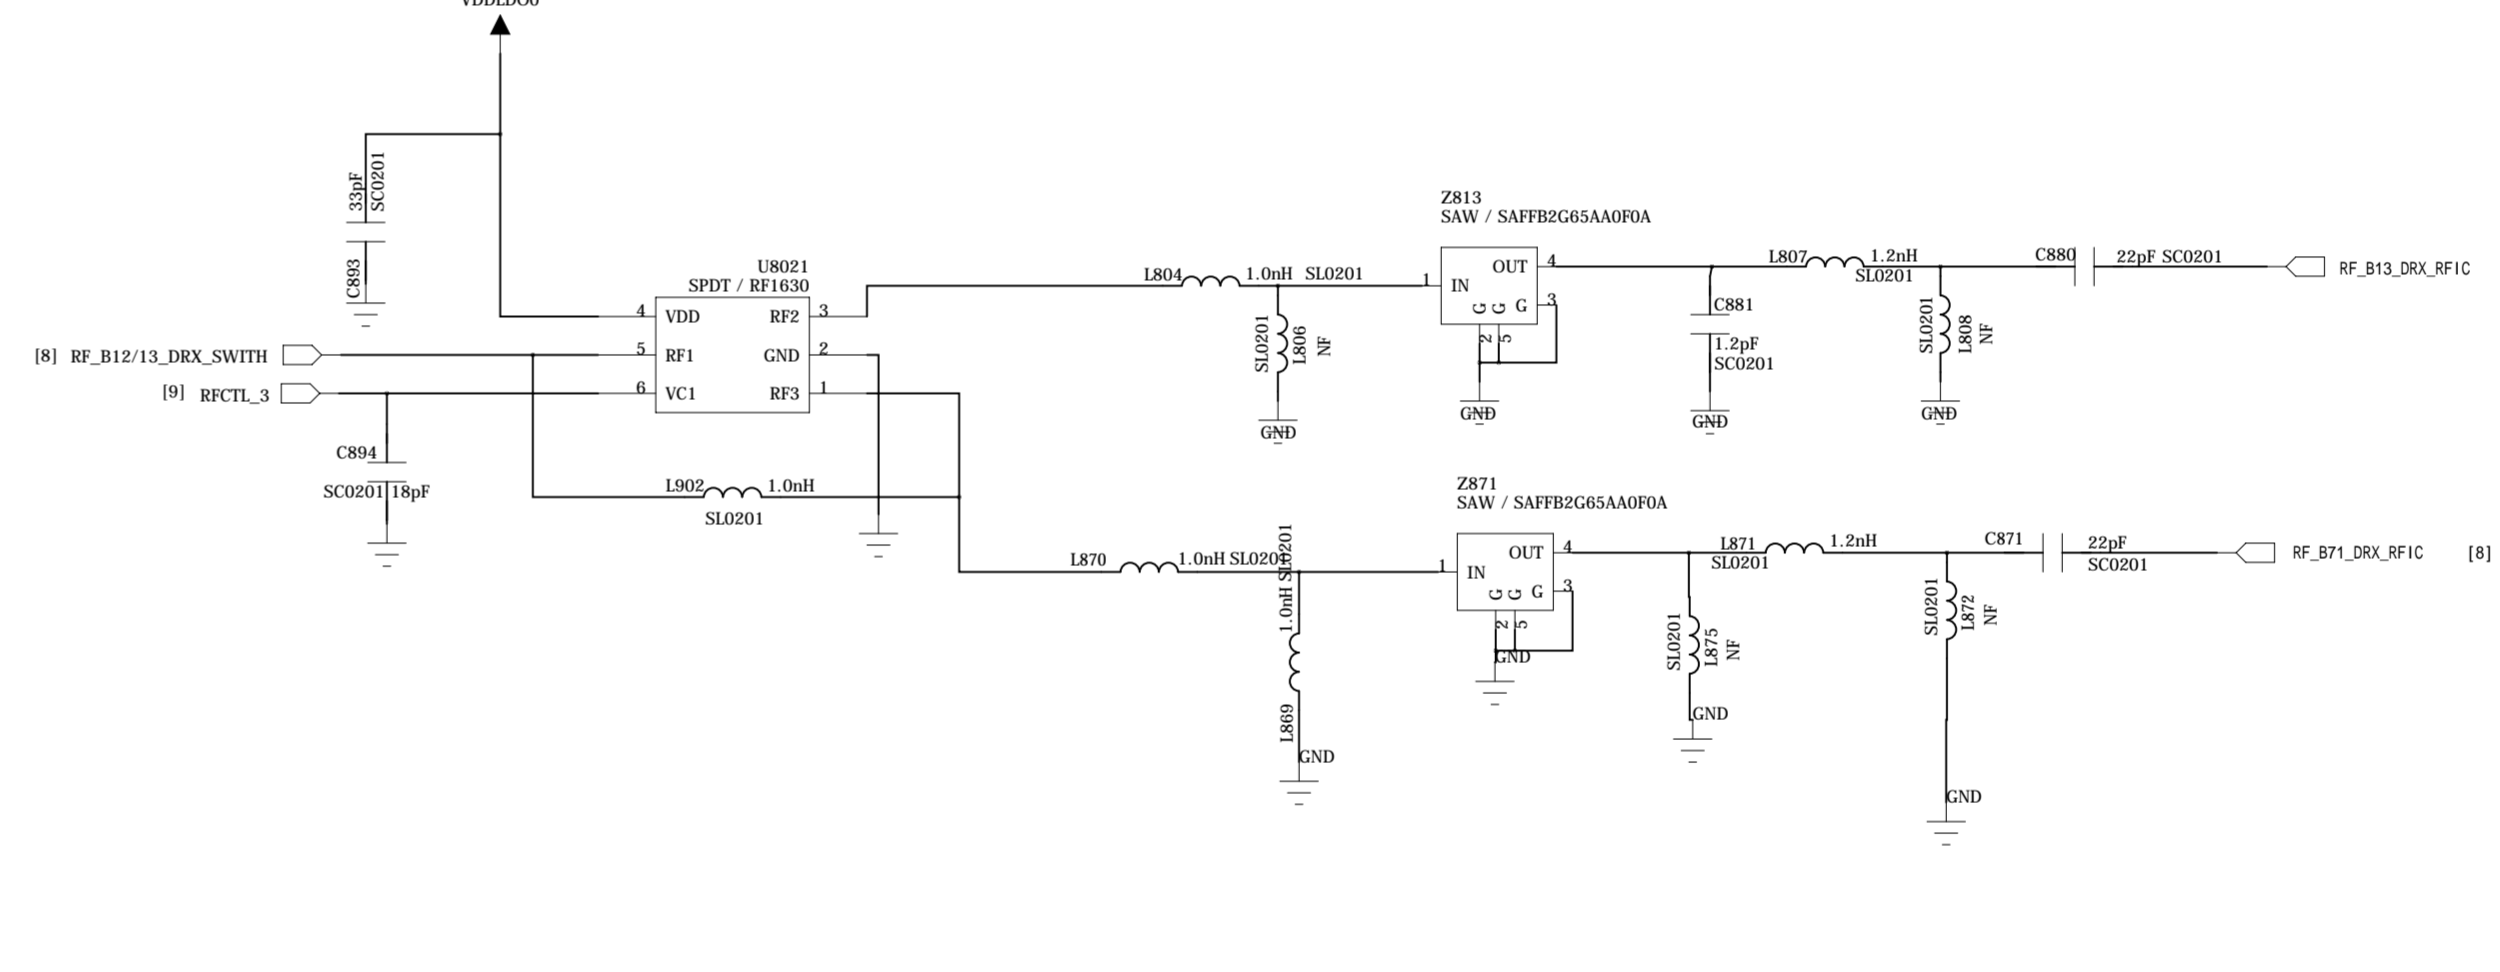 33pF
SC0201
C893
U8021
SPDT / RF1630
4 VDD RF2 3
5 RF1 GND 2
6 VC1 RF3 1
[8] RF_B12/13_DRX_SWITH
[9] RFCTL_3
C894
SC0201 18pF
L902 1.0nH
SL0201
L804 1.0nH SL0201
SL0201
L806
NF
GND
Z813
SAW / SAFFB2G65AA0F0A
OUT 4
1 IN
G G G 3
2 5
GND
L807 1.2nH
SL0201
C881
1.2pF
SC0201
GND
SL0201
L808
NF
GND
C880 22pF SC0201
RF_B13_DRX_RFIC
L870 1.0nH SL0201
1.0nH SL0201
L869
GND
Z871
SAW / SAFFB2G65AA0F0A
OUT 4
1 IN
G G G 3
2 5
GND
L871 1.2nH
SL0201
SL0201
L875
NF
GND
SL0201
L872
NF
GND
C871 22pF
SC0201
RF_B71_DRX_RFIC [8]